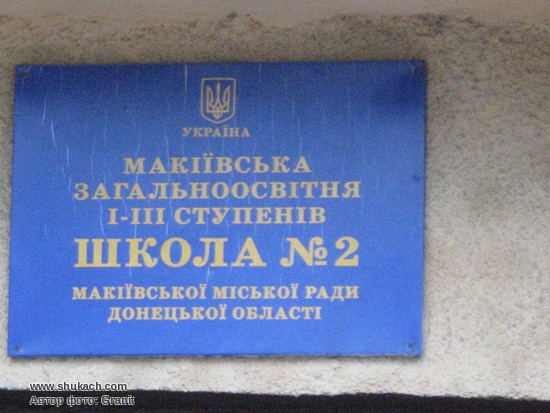 УКРАЇНА
МАКІЇВСЬКА
ЗАГАЛЬНООСВІТНЯ
І-ІІІ СТУПЕНІВ
ШКОЛА №2
МАКІЇВСЬКОЇ МІСЬКОЇ РАДИ
ДОНЕЦЬКОЇ ОБЛАСТІ
www.shukach.com
Автор фото: Granit